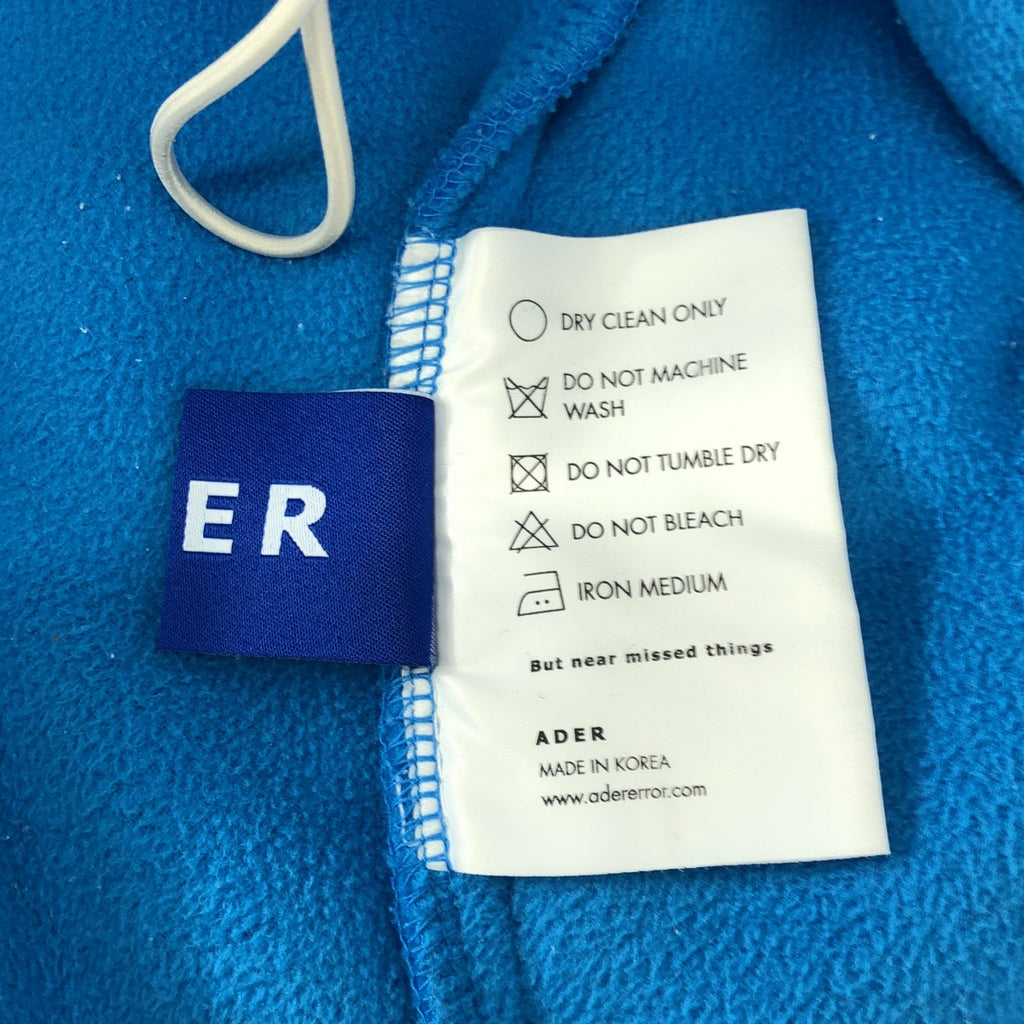 DRY CLEAN ONLY
DO NOT MACHINE
WASH
DO NOT TUMBLE DRY
DO NOT BLEACH
IRON MEDIUM
But near missed things
ADER
MADE IN KOREA
www.adererror.com
ER